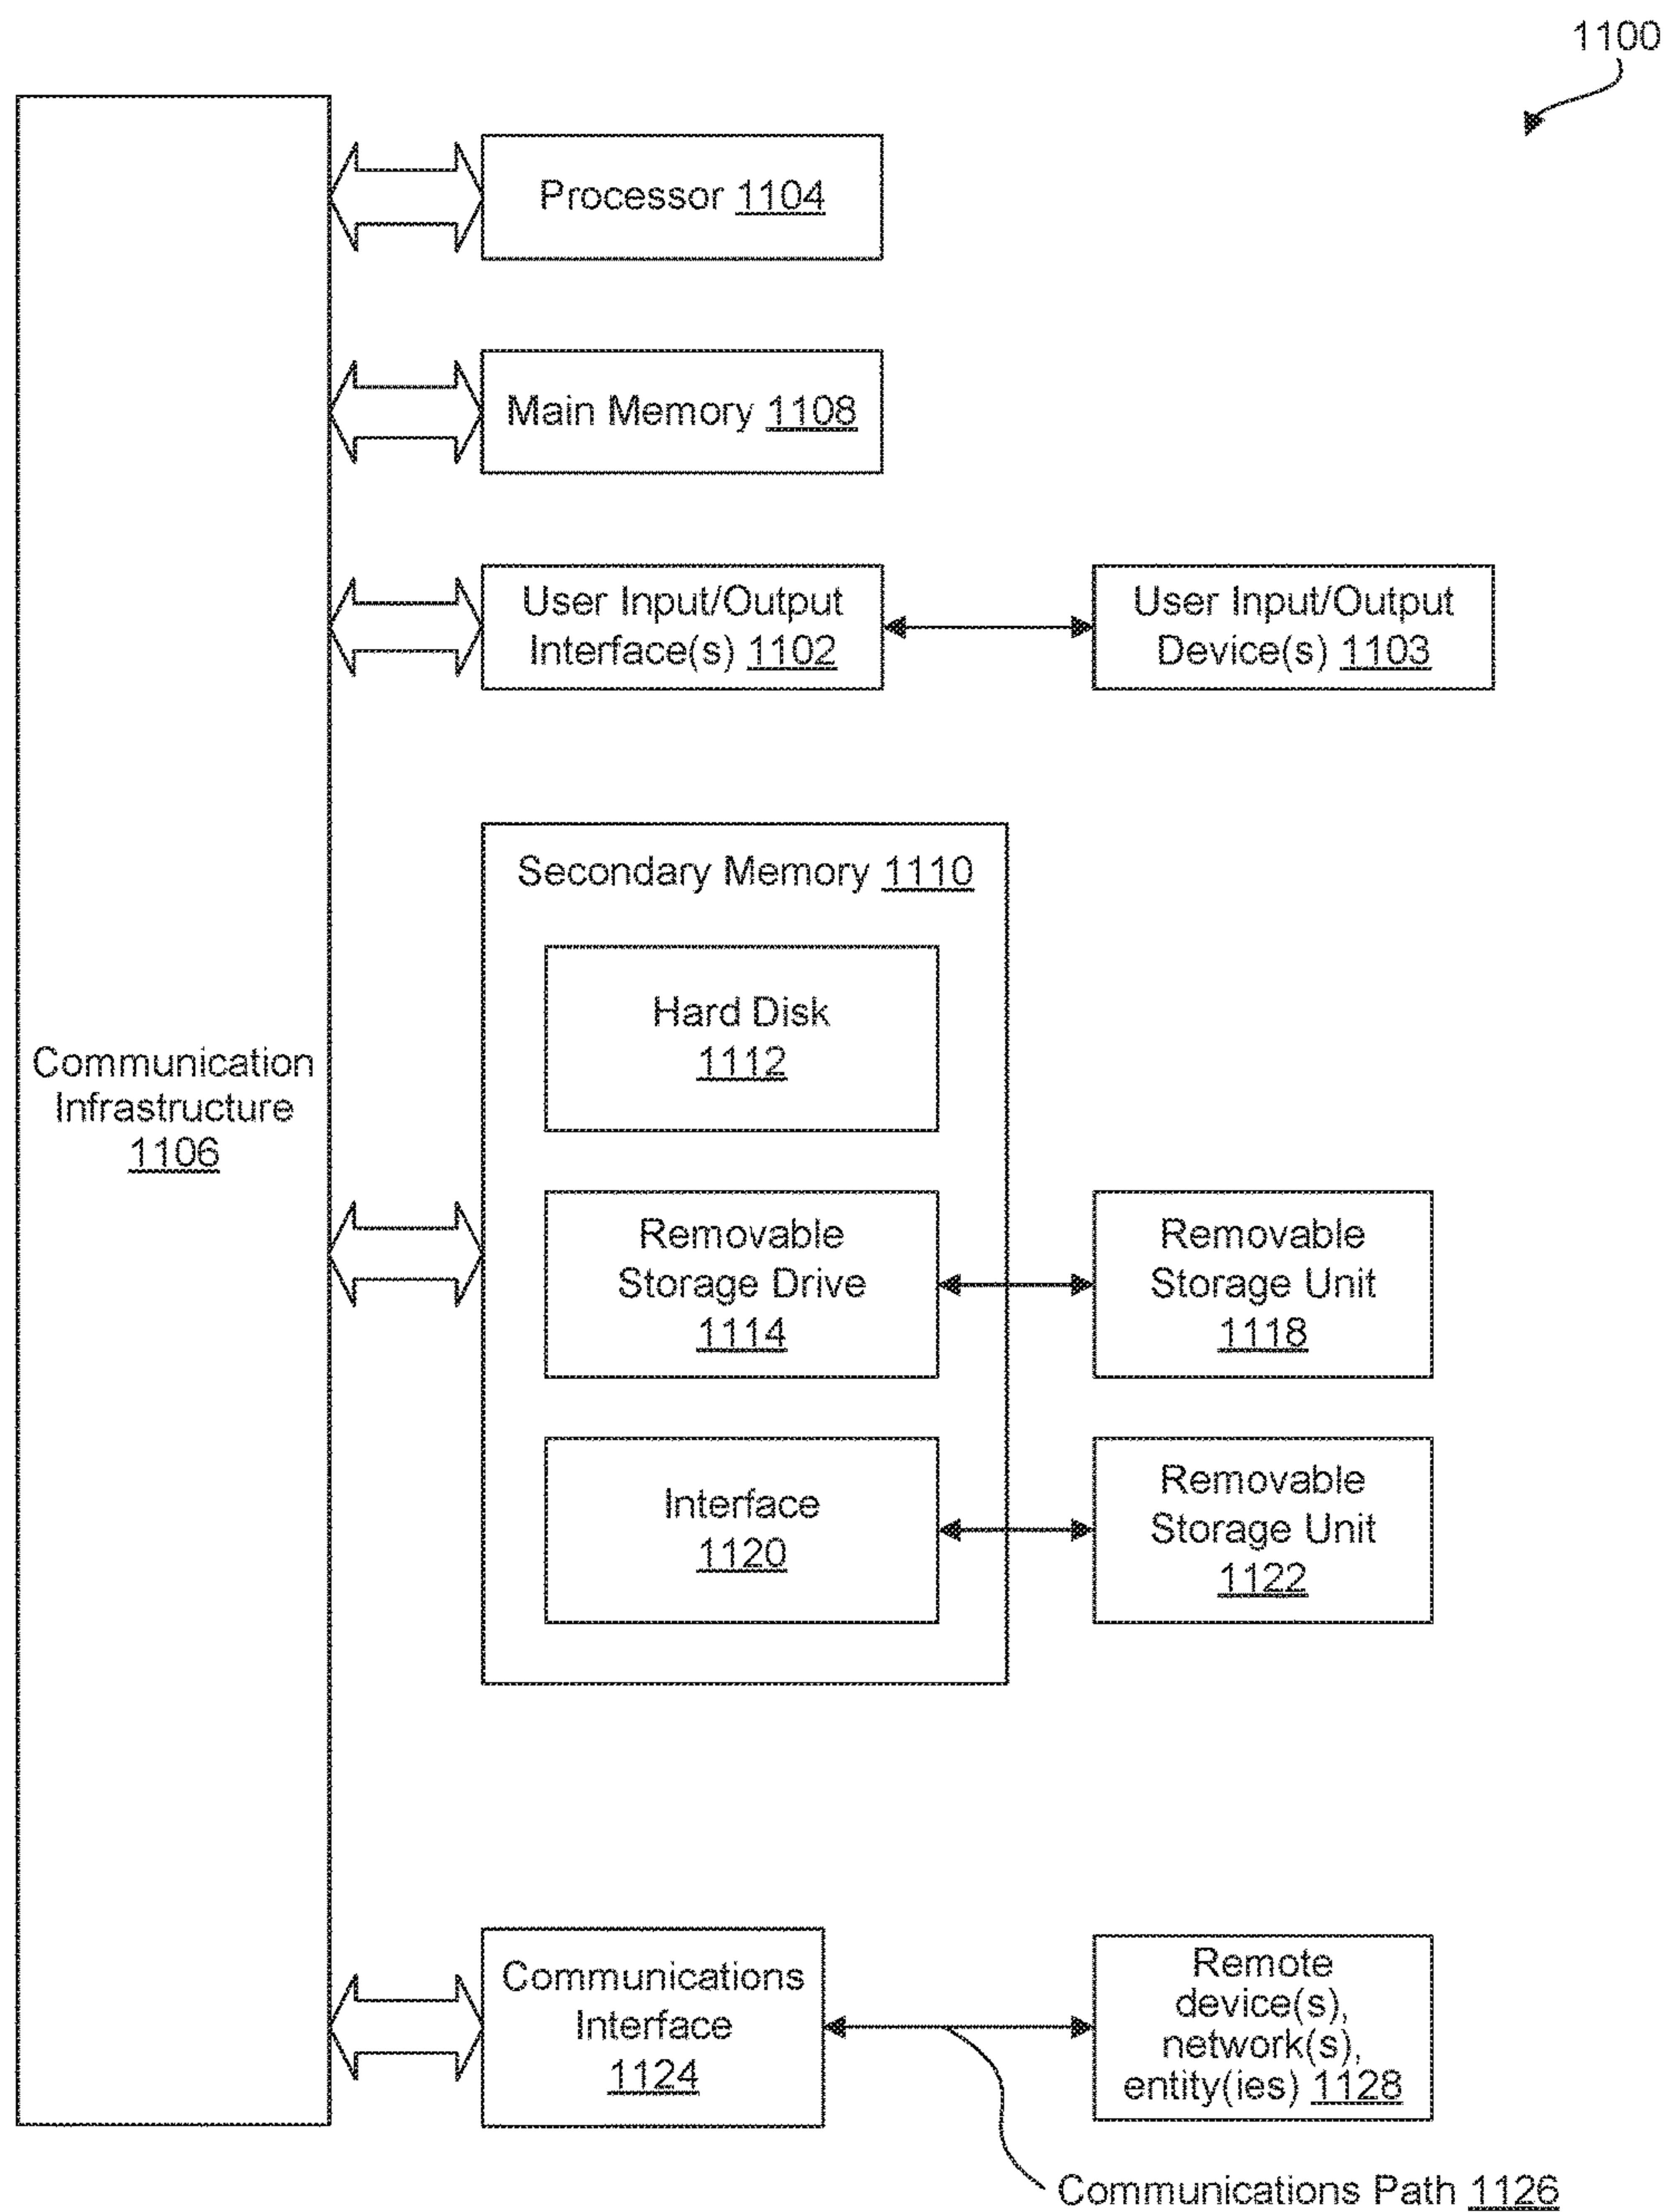 1100
Processor 1104
Main Memory 1108
User Input/Output
Interface(s) 1102
User Input/Output
Device(s) 1103
Secondary Memory 1110
Hard Disk
1112
Communication
Infrastructure
1106
Removable
Storage Drive
1114
Removable
Storage Unit
1118
Interface
1120
Removable
Storage Unit
1122
Communications
Interface
1124
Remote
device(s),
network(s),
entity(ies) 1128
Communications Path 1126